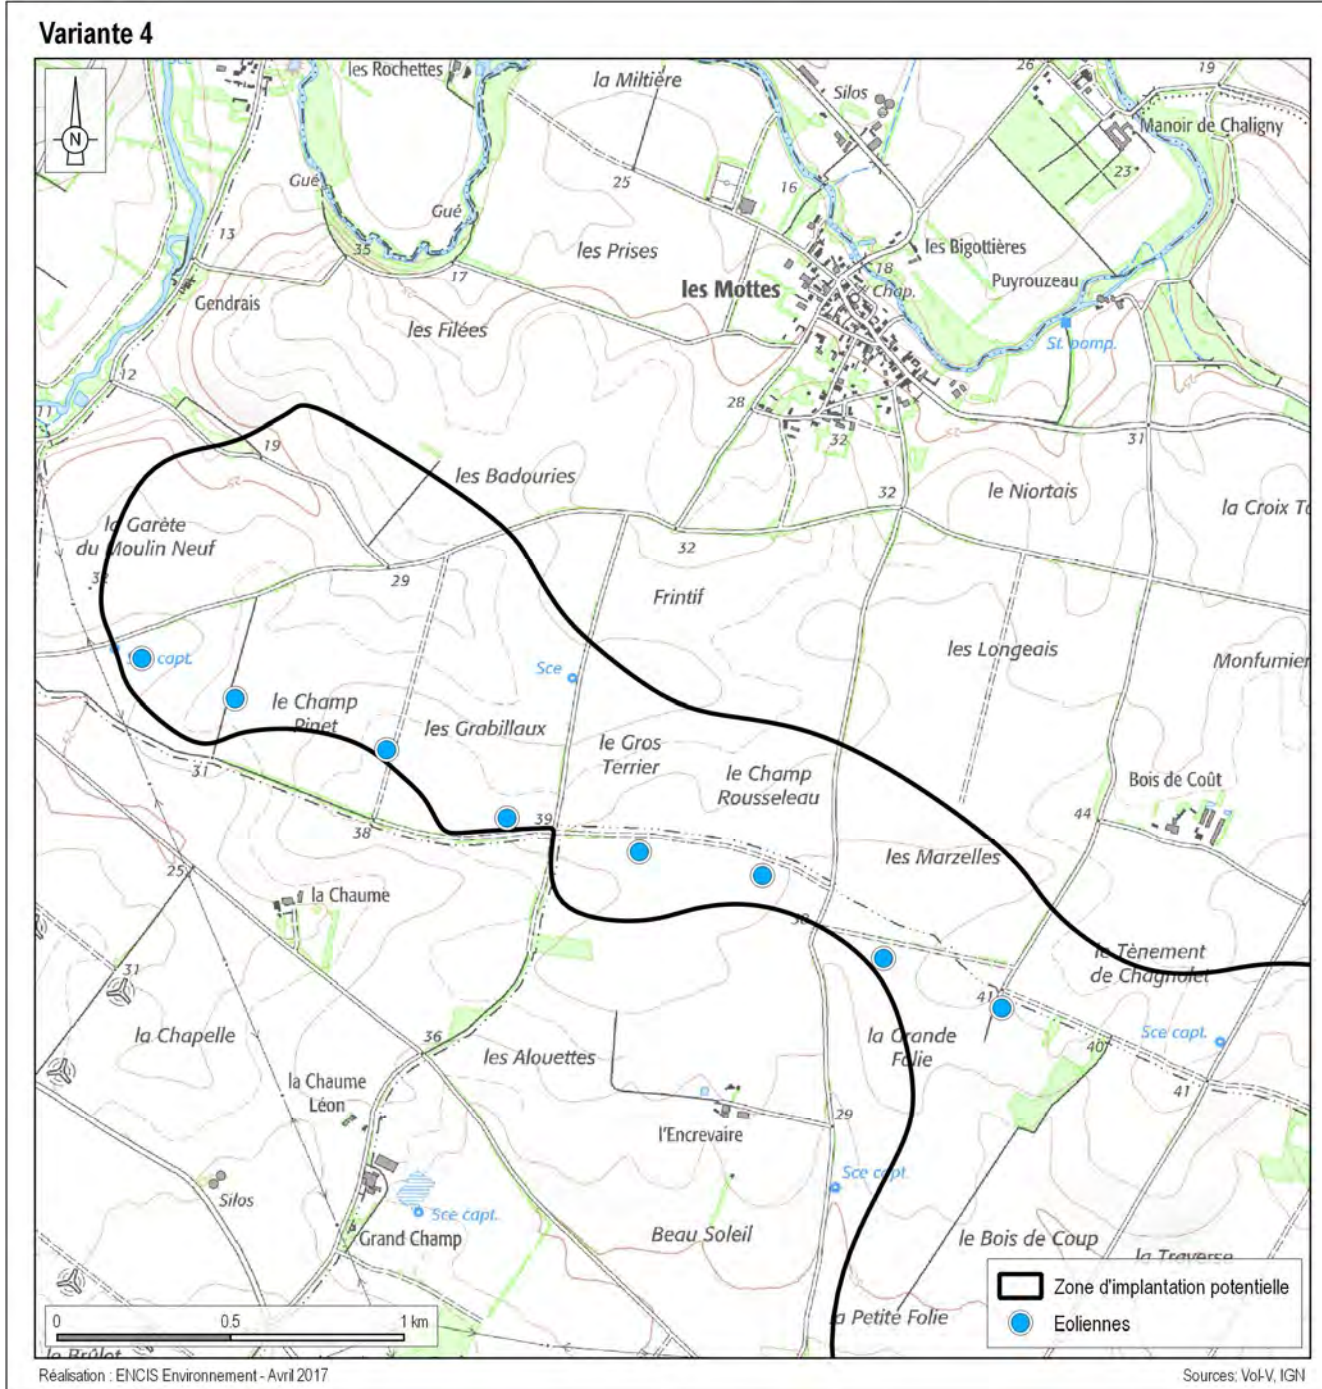 Variante 4
N
les Rochettes
la Miltière
Silos
26
19
Manoir de Chaligny
Gué
Gué
25
16
23
13
35
17
les Prises
les Bigottières
18
Chap.
Puyrouzeau
les Mottes
Gendrais
les Filées
St. pomp.
12
11
28
32
31
19
les Badouries
32
le Niortais
la Croix
la Garète
du Moulin Neuf
32
29
Frintif
capt.
Sce
les Longeais
Monfumier
le Champ
Pinet
les Grabillaux
le Gros
Terrier
le Champ
Rousseleau
Bois de Coût
31
38
39
44
les Marzelles
25
la Chaume
38
le Tènement
de Chagnolet
31
41
la Chapelle
36
les Alouettes
la Grande
Folie
40
Sce capt.
la Chaume
Léon
41
l'Encrevaire
29
Silos
Sce capt.
Sce capt.
Grand Champ
Beau Soleil
le Bois de Coup
la Traverse
la Petite Folie
la Brûlot
0
0.5
1 km
Zone d'implantation potentielle
Eoliennes
Réalisation : ENCIS Environnement - Avril 2017
Sources: Vol-V, IGN